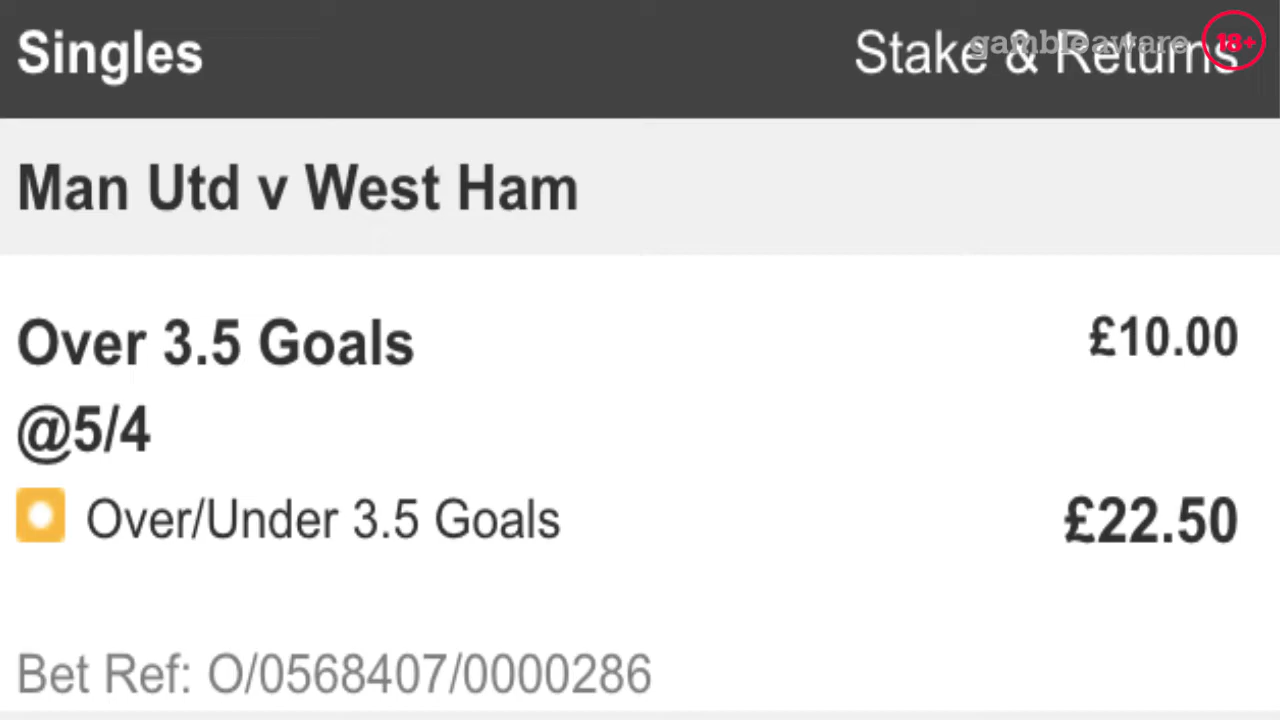 Singles
Stake & Returns
gambleaware 18+
Man Utd v West Ham
Over 3.5 Goals
£10.00
@5/4
Over/Under 3.5 Goals
£22.50
Bet Ref: O/0568407/0000286